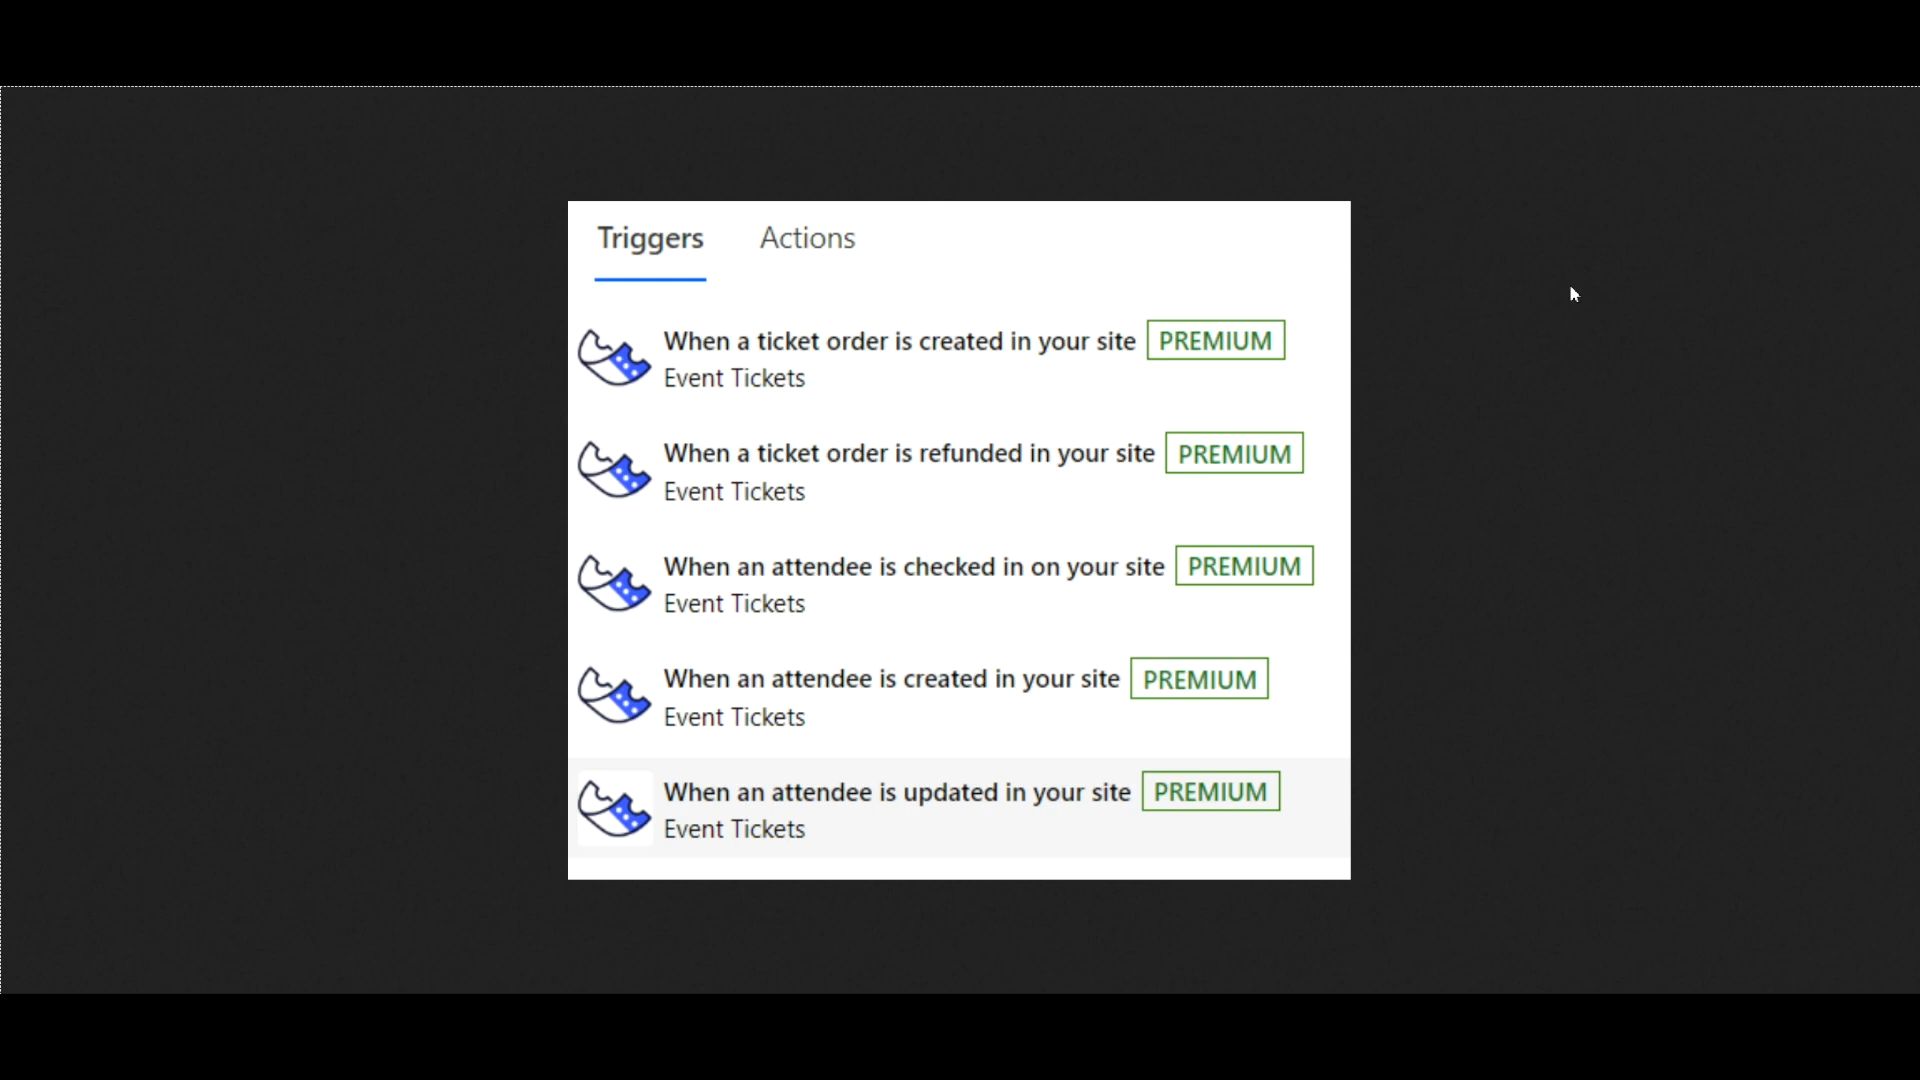 Triggers Actions
When a ticket order is created in your site PREMIUM
Event Tickets
When a ticket order is refunded in your site PREMIUM
Event Tickets
When an attendee is checked in on your site PREMIUM
Event Tickets
When an attendee is created in your site PREMIUM
Event Tickets
When an attendee is updated in your site PREMIUM
Event Tickets